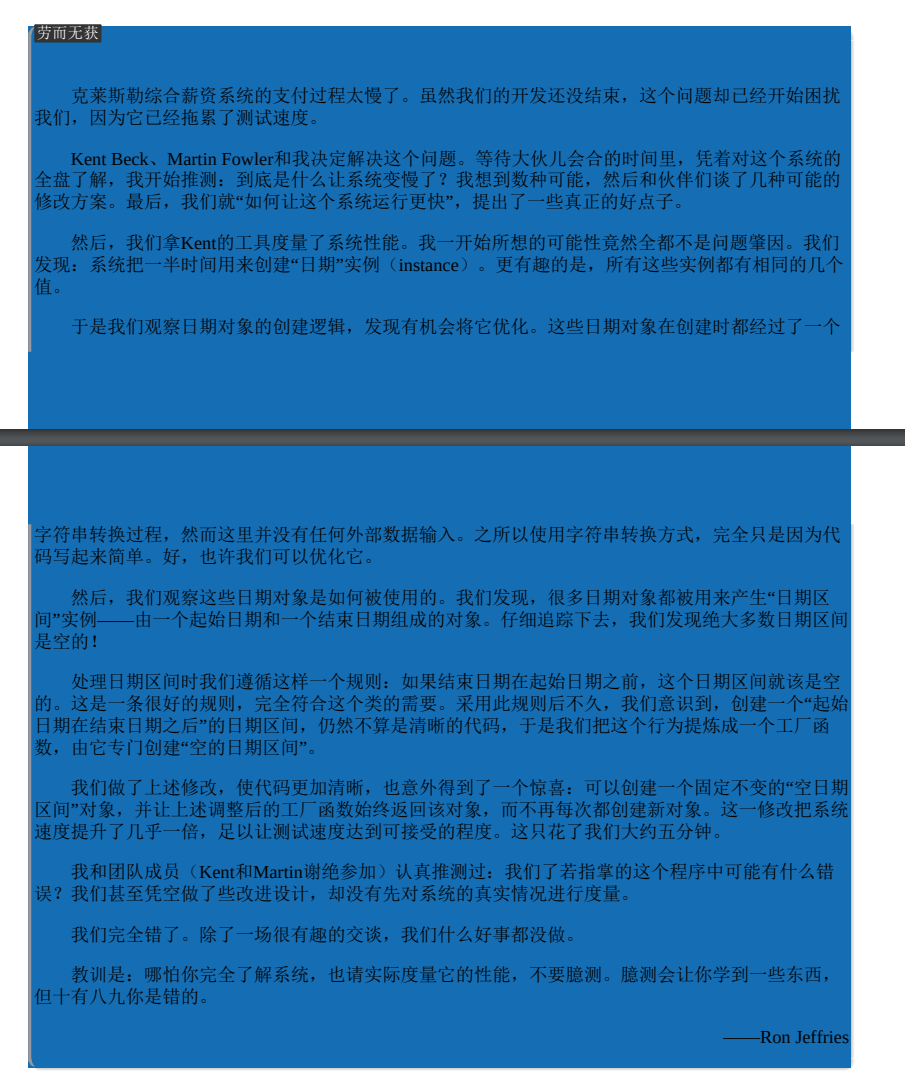 劳而无获
克莱斯勒综合薪资系统的支付过程太慢了。虽然我们的开发还没结束，这个问题却已经开始困扰
我们，因为它已经拖累了测试速度。
Kent Beck、Martin Fowler和我决定解决这个问题。等待大伙儿会合的时间里，凭着对这个系统的
全盘了解，我开始推测：到底是什么让系统变慢了？我想到数种可能，然后和伙伴们谈了几种可能的
修改方案。最后，我们就“如何让这个系统运行更快”，提出了一些真正的好点子。
然后，我们拿Kent的工具度量了系统性能。我一开始所想的可能性竟然全都不是问题肇因。我们
发现：系统把一半时间用来创建“日期”实例（instance）。更有趣的是，所有这些实例都有相同的几个
值。
于是我们观察日期对象的创建逻辑，发现有机会将它优化。这些日期对象在创建时都经过了一个
字符串转换过程，然而这里并没有任何外部数据输入。之所以使用字符串转换方式，完全只是因为代
码写起来简单。好，也许我们可以优化它。
然后，我们观察这些日期对象是如何被使用的。我们发现，很多日期对象都被用来产生“日期区
间”实例——由一个起始日期和一个结束日期组成的对象。仔细追踪下去，我们发现绝大多数日期区间
是空的！
处理日期区间时我们遵循这样一个规则：如果结束日期在起始日期之前，这个日期区间就该是空
的。这是一条很好的规则，完全符合这个类的需要。采用此规则后不久，我们意识到，创建一个“起始
日期在结束日期之后”的日期区间，仍然不算是清晰的代码，于是我们把这个行为提炼成一个工厂函
数，由它专门创建“空的日期区间”。
我们做了上述修改，使代码更加清晰，也意外得到了一个惊喜：可以创建一个固定不变的“空日期
区间”对象，并让上述调整后的工厂函数始终返回该对象，而不再每次都创建新对象。这一修改把系统
速度提升了几乎一倍，足以让测试速度达到可接受的程度。这只花了我们大约五分钟。
我和团队成员（Kent和Martin谢绝参加）认真推测过：我们了若指掌的这个程序中可能有什么错
误？我们甚至凭空做了些改进设计，却没有先对系统的真实情况进行度量。
我们完全错了。除了一场很有趣的交谈，我们什么好事都没做。
教训是：哪怕你完全了解系统，也请实际度量它的性能，不要臆测。臆测会让你学到一些东西，
但十有八九你是错的。
——Ron Jeffries